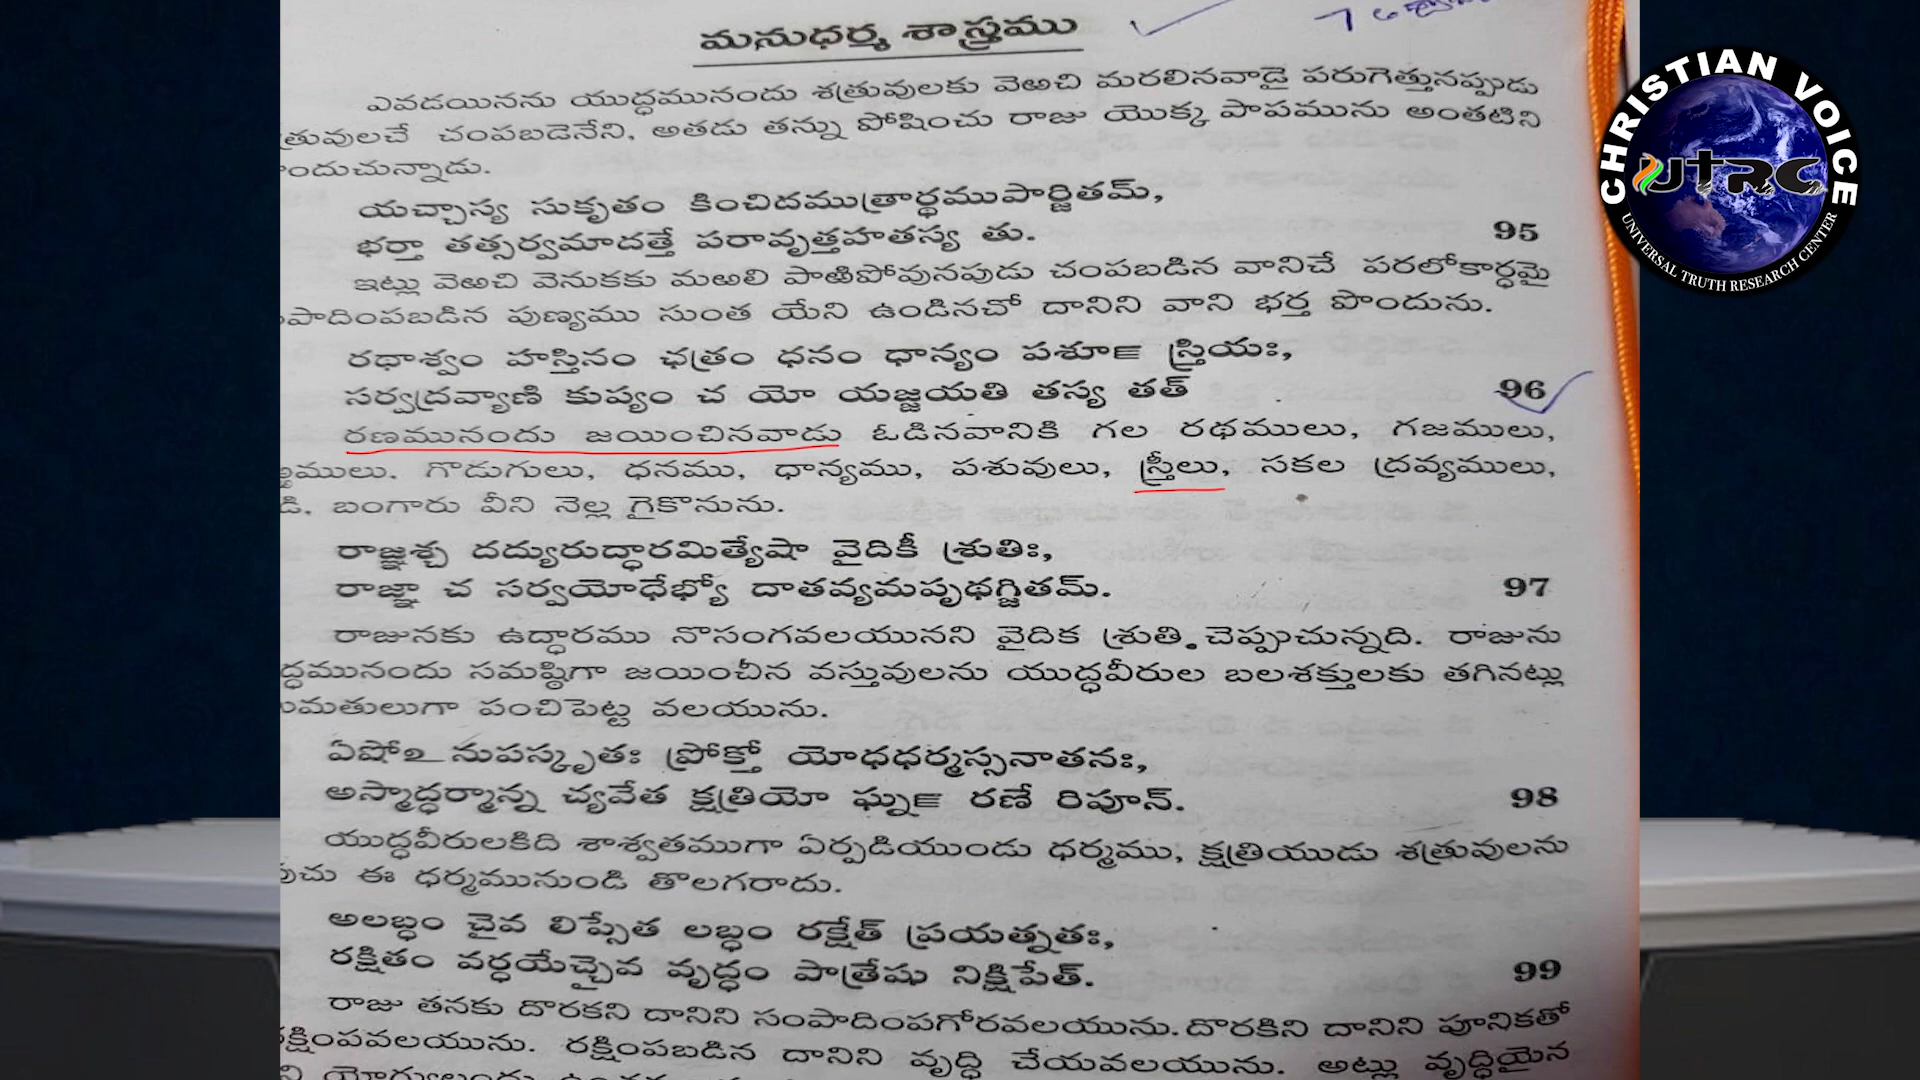 మనుధర్మ శాస్త్రము
ఎవడయినను యుద్ధమునందు శత్రువులకు వెఱచి మరలినవాడై పరుగెత్తునప్పుడు
త్రువులచే చంపబడెనేని, అతడు తన్ను పోషించు రాజు యొక్క పాపమును అంతటిని
ందుచున్నాడు.
యచ్చాస్య సుకృతం కించిదముత్రార్థముపార్జితమ్,
భర్తా తత్సర్వమాదత్తే పరావృత్తహతస్య తు. 95
ఇట్లు వెఱచి వెనుకకు మఱలి పాఱిపోవునపుడు చంపబడిన వానిచే పరలోకార్థమై
పాదింపబడిన పుణ్యము సుంత యేని ఉండినచో దానిని వాని భర్త పొందును.
రథాశ్వం హస్తినం ఛత్రం ధనం ధాన్యం పశూ స్త్రియః,
సర్వద్రవ్యాణి కుప్యం చ యో యజ్జయతి తస్య తత్ 96
రణమునందు జయించినవాడు ఓడినవానికి గల రథములు, గజములు,
ములు. గొడుగులు, ధనము, ధాన్యము, పశువులు, స్త్రీలు, సకల ద్రవ్యములు,
డి. బంగారు వీని నెల్ల గైకొనును.
రాజ్ఞశ్చ దద్యురుద్ధారమిత్యేషా వైదికీ శ్రుతిః,
రాజ్ఞా చ సర్వయోధేభ్యో దాతవ్యమపృథగ్జితమ్. 97
రాజునకు ఉద్ధారము నొసంగవలయునని వైదిక శ్రుతి.చెప్పుచున్నది. రాజును
ద్ధమునందు సమష్ఠిగా జయించిన వస్తువులను యుద్ధవీరుల బలశక్తులకు తగినట్లు
మతులుగా పంచిపెట్ట వలయును.
ఏషోఽ నుపస్కృతః ప్రోక్తో యోధధర్మస్సనాతనః,
అస్మాద్ధర్మాన్న చ్యవేత క్షత్రియో ఘ్న రణే రిపూన్. 98
యుద్ధవీరులకిది శాశ్వతముగా ఏర్పడియుండు ధర్మము, క్షత్రియుడు శత్రువులను
పుచు ఈ ధర్మమునుండి తొలగరాదు.
అలబ్ధం చైవ లిప్సేత లబ్ధం రక్షేత్ ప్రయత్నతః,
రక్షితం వర్ధయేచ్చైవ వృద్ధం పాత్రేషు నిక్షిపేత్. 99
రాజు తనకు దొరకని దానిని సంపాదింపగోరవలయును. దొరకిని దానిని పూనికతో
క్షింపవలయును. రక్షింపబడిన దానిని వృద్ధి చేయవలయును. అట్లు వృద్ధియైన
CHRISTIAN VOICE
UTRC
UNIVERSAL TRUTH RESEARCH CENTER